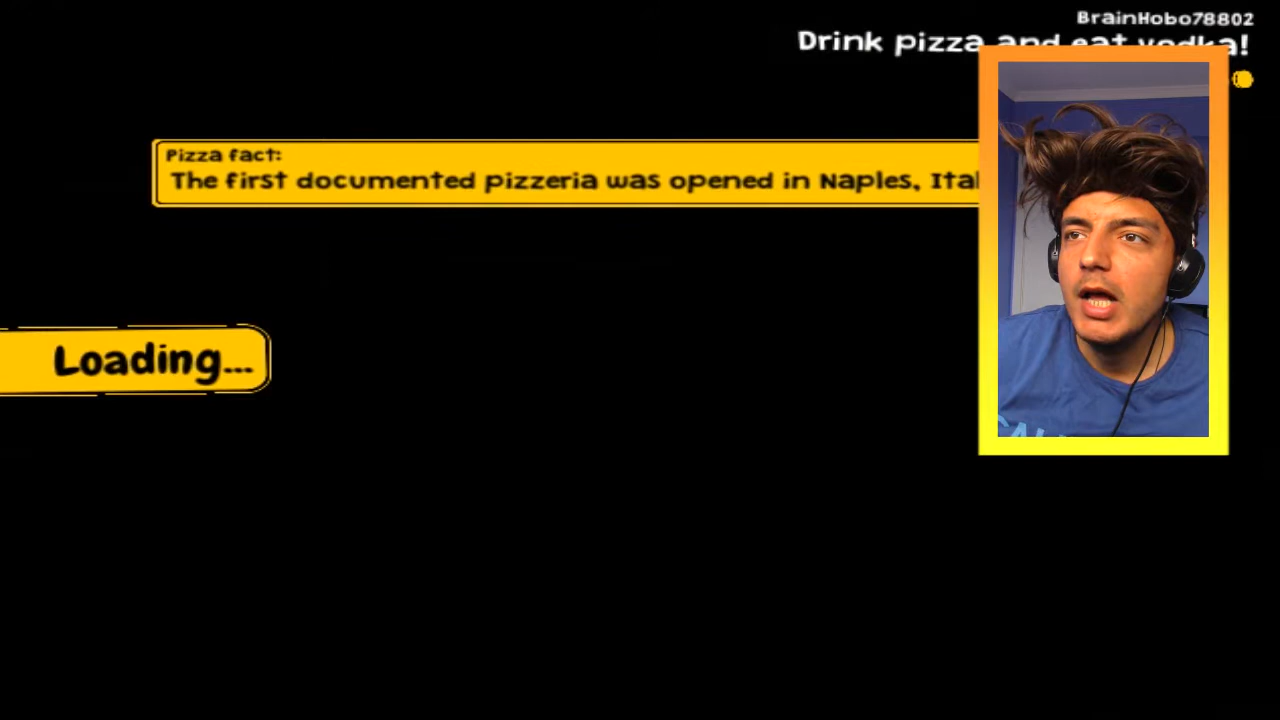 BrainHobo78802
Drink pizza and eat vodka!
Pizza fact:
The first documented pizzeria was opened in Naples, Ital
Loading...